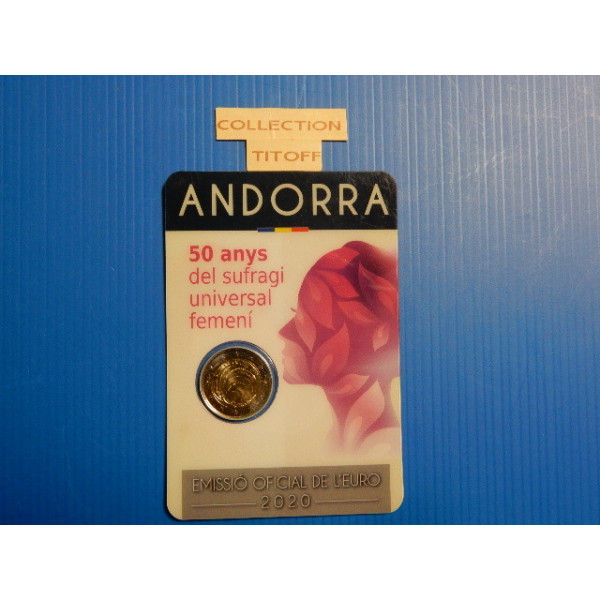 COLLECTION
TITOFF
ANDORRA
50 anys
del sufragi
universal
femení
EMISSIÓ OFICIAL DE L'EURO
2020